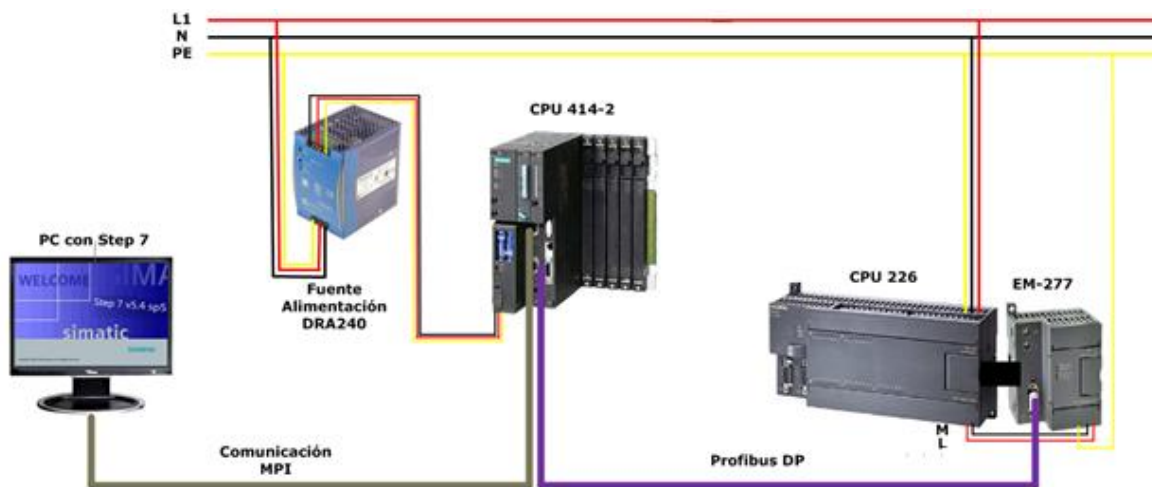 L1
N
PE
CPU 414-2
PC con Step 7
WELCOME
SIMA
Step 7 v5.4 sp5
simatic
Fuente
Alimentación
DRA240
CPU 226
EM-277
M
L
Comunicación
MPI
Profibus DP